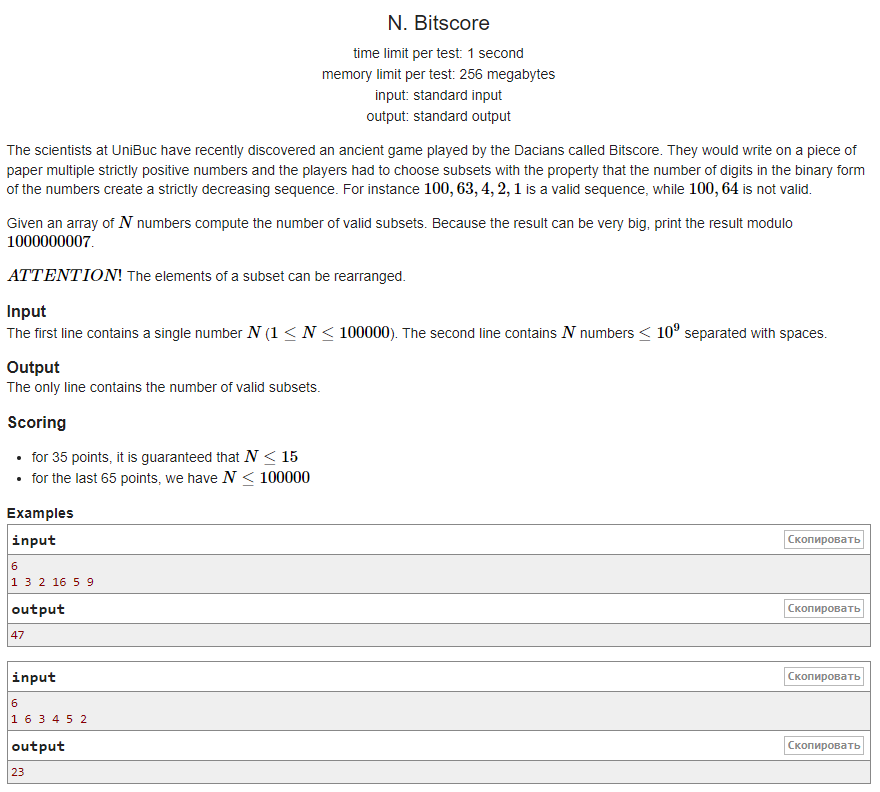 N. Bitscore
time limit per test: 1 second
memory limit per test: 256 megabytes
input: standard input
output: standard output
The scientists at UniBuc have recently discovered an ancient game played by the Dacians called Bitscore. They would write on a piece of
paper multiple strictly positive numbers and the players had to choose subsets with the property that the number of digits in the binary form
of the numbers create a strictly decreasing sequence. For instance 100, 63, 4, 2, 1 is a valid sequence, while 100, 64 is not valid.
Given an array of N numbers compute the number of valid subsets. Because the result can be very big, print the result modulo
1000000007.
ATTENTION! The elements of a subset can be rearranged.
Input
The first line contains a single number N (1 ≤ N ≤ 100000). The second line contains N numbers ≤ 10⁹ separated with spaces.
Output
The only line contains the number of valid subsets.
Scoring
• for 35 points, it is guaranteed that N ≤ 15
• for the last 65 points, we have N ≤ 100000
Examples
input Скопировать
6
1 3 2 16 5 9
output Скопировать
47
input Скопировать
6
1 6 3 4 5 2
output Скопировать
23